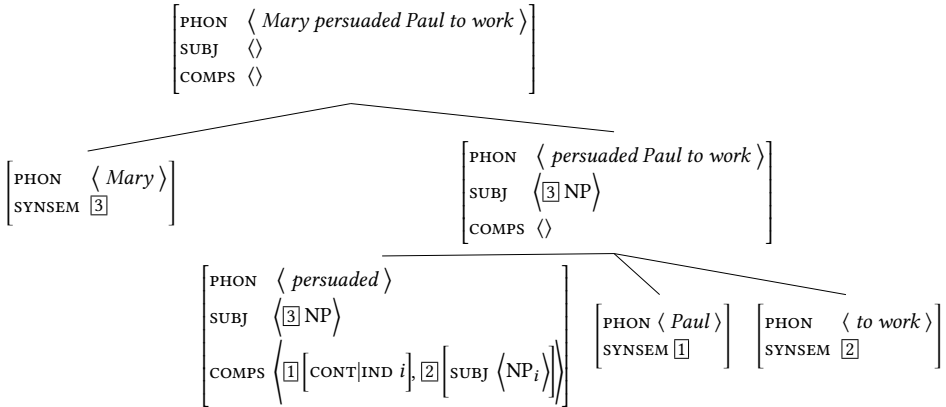 PHON ⟨ Mary persuaded Paul to work ⟩
SUBJ ⟨⟩
COMPS ⟨⟩
PHON ⟨ Mary ⟩
SYNSEM 3
PHON ⟨ persuaded Paul to work ⟩
SUBJ ⟨ 3 NP ⟩
COMPS ⟨⟩
PHON ⟨ persuaded ⟩
SUBJ ⟨ 3 NP ⟩
COMPS ⟨ 1 [CONT|IND i], 2 [SUBJ ⟨NPi⟩] ⟩
PHON ⟨ Paul ⟩
SYNSEM 1
PHON ⟨ to work ⟩
SYNSEM 2